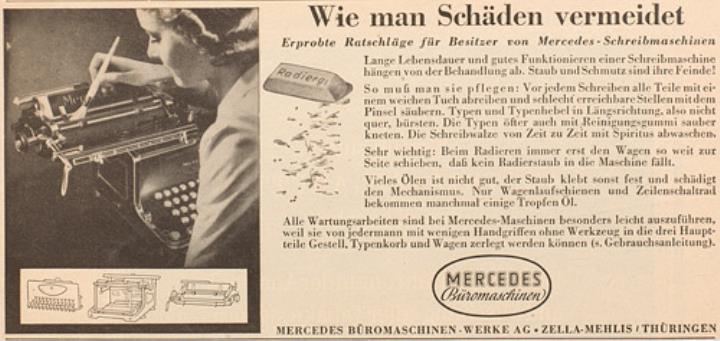 Wie man Schäden vermeidet
Erprobte Ratschläge für Besitzer von Mercedes-Schreibmaschinen
Radiergi
Lange Lebensdauer und gutes Funktionieren einer Schreibmaschine
hängen von der Behandlung ab. Staub und Schmutz sind ihre Feinde!
So muß man sie pflegen: Vor jedem Schreiben alle Teile mit ei-
nem weichen Tuch abreiben und schlecht erreichbare Stellen mit dem
Pinsel säubern. Typen und Typenhebel in Längsrichtung, also nicht
quer, bürsten. Die Typen öfter auch mit Reinigungsgummi sauber
kneten. Die Schreibwalze von Zeit zu Zeit mit Spiritus abwaschen.
Sehr wichtig: Beim Radieren immer erst den Wagen so weit zur
Seite schieben, daß kein Radierstaub in die Maschine fällt.
Vieles Ölen ist nicht gut, der Staub klebt sonst fest und schädigt
den Mechanismus. Nur Wagenlaufschienen und Zeilenschaltrad
bekommen manchmal einige Tropfen Öl.
Alle Wartungsarbeiten sind bei Mercedes-Maschinen besonders leicht auszuführen,
weil sie von jedermann mit wenigen Handgriffen ohne Werkzeug in die drei Haupt-
teile Gestell, Typenkorb und Wagen zerlegt werden können (s. Gebrauchsanleitung).
MERCEDES
Büromaschinen
MERCEDES BÜROMASCHINEN-WERKE AG • ZELLA-MEHLIS / THÜRINGEN